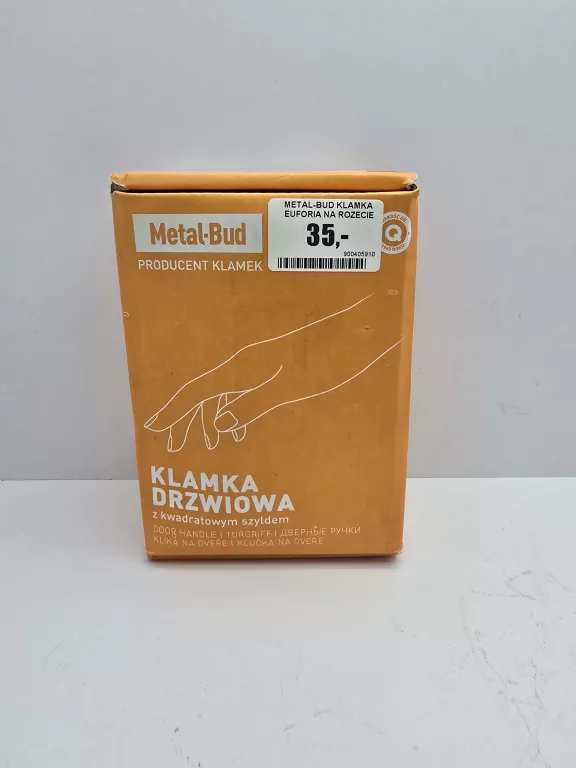 METAL-BUD KLAMKA
EUFORIA NA ROZECIE
35,-
900405910
Metal-Bud
PRODUCENT KLAMEK
Q
KLAMKA
DRZWIOWA
z kwadratowym szyldem
DOOR HANDLE | TÜRGRIFF | ДВЕРНЫЕ РУЧКИ
KLIKA NA DVEŘE | KĽUČKA NA DVERE